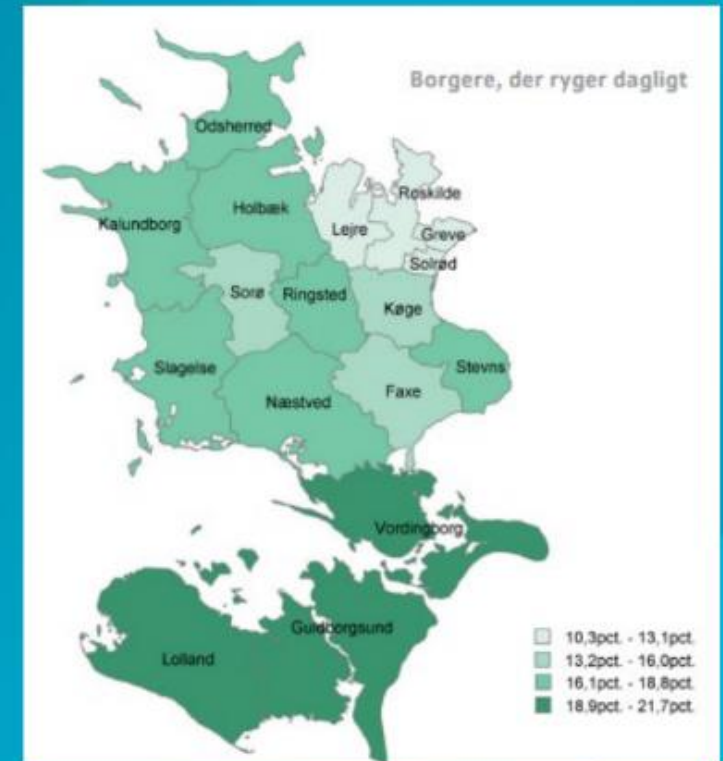 Borgere, der ryger dagligt
Odsherred
Roskilde
Holbæk
Kalundborg
Lejre
Greve
Solrød
Sorø
Ringsted
Køge
Slagelse
Stevns
Faxe
Næstved
Vordingborg
Guldborgsund
Lolland
10,3pct. - 13,1pct.
13,2pct. - 16,0pct.
16,1pct. - 18,8pct.
18,9pct. - 21,7pct.